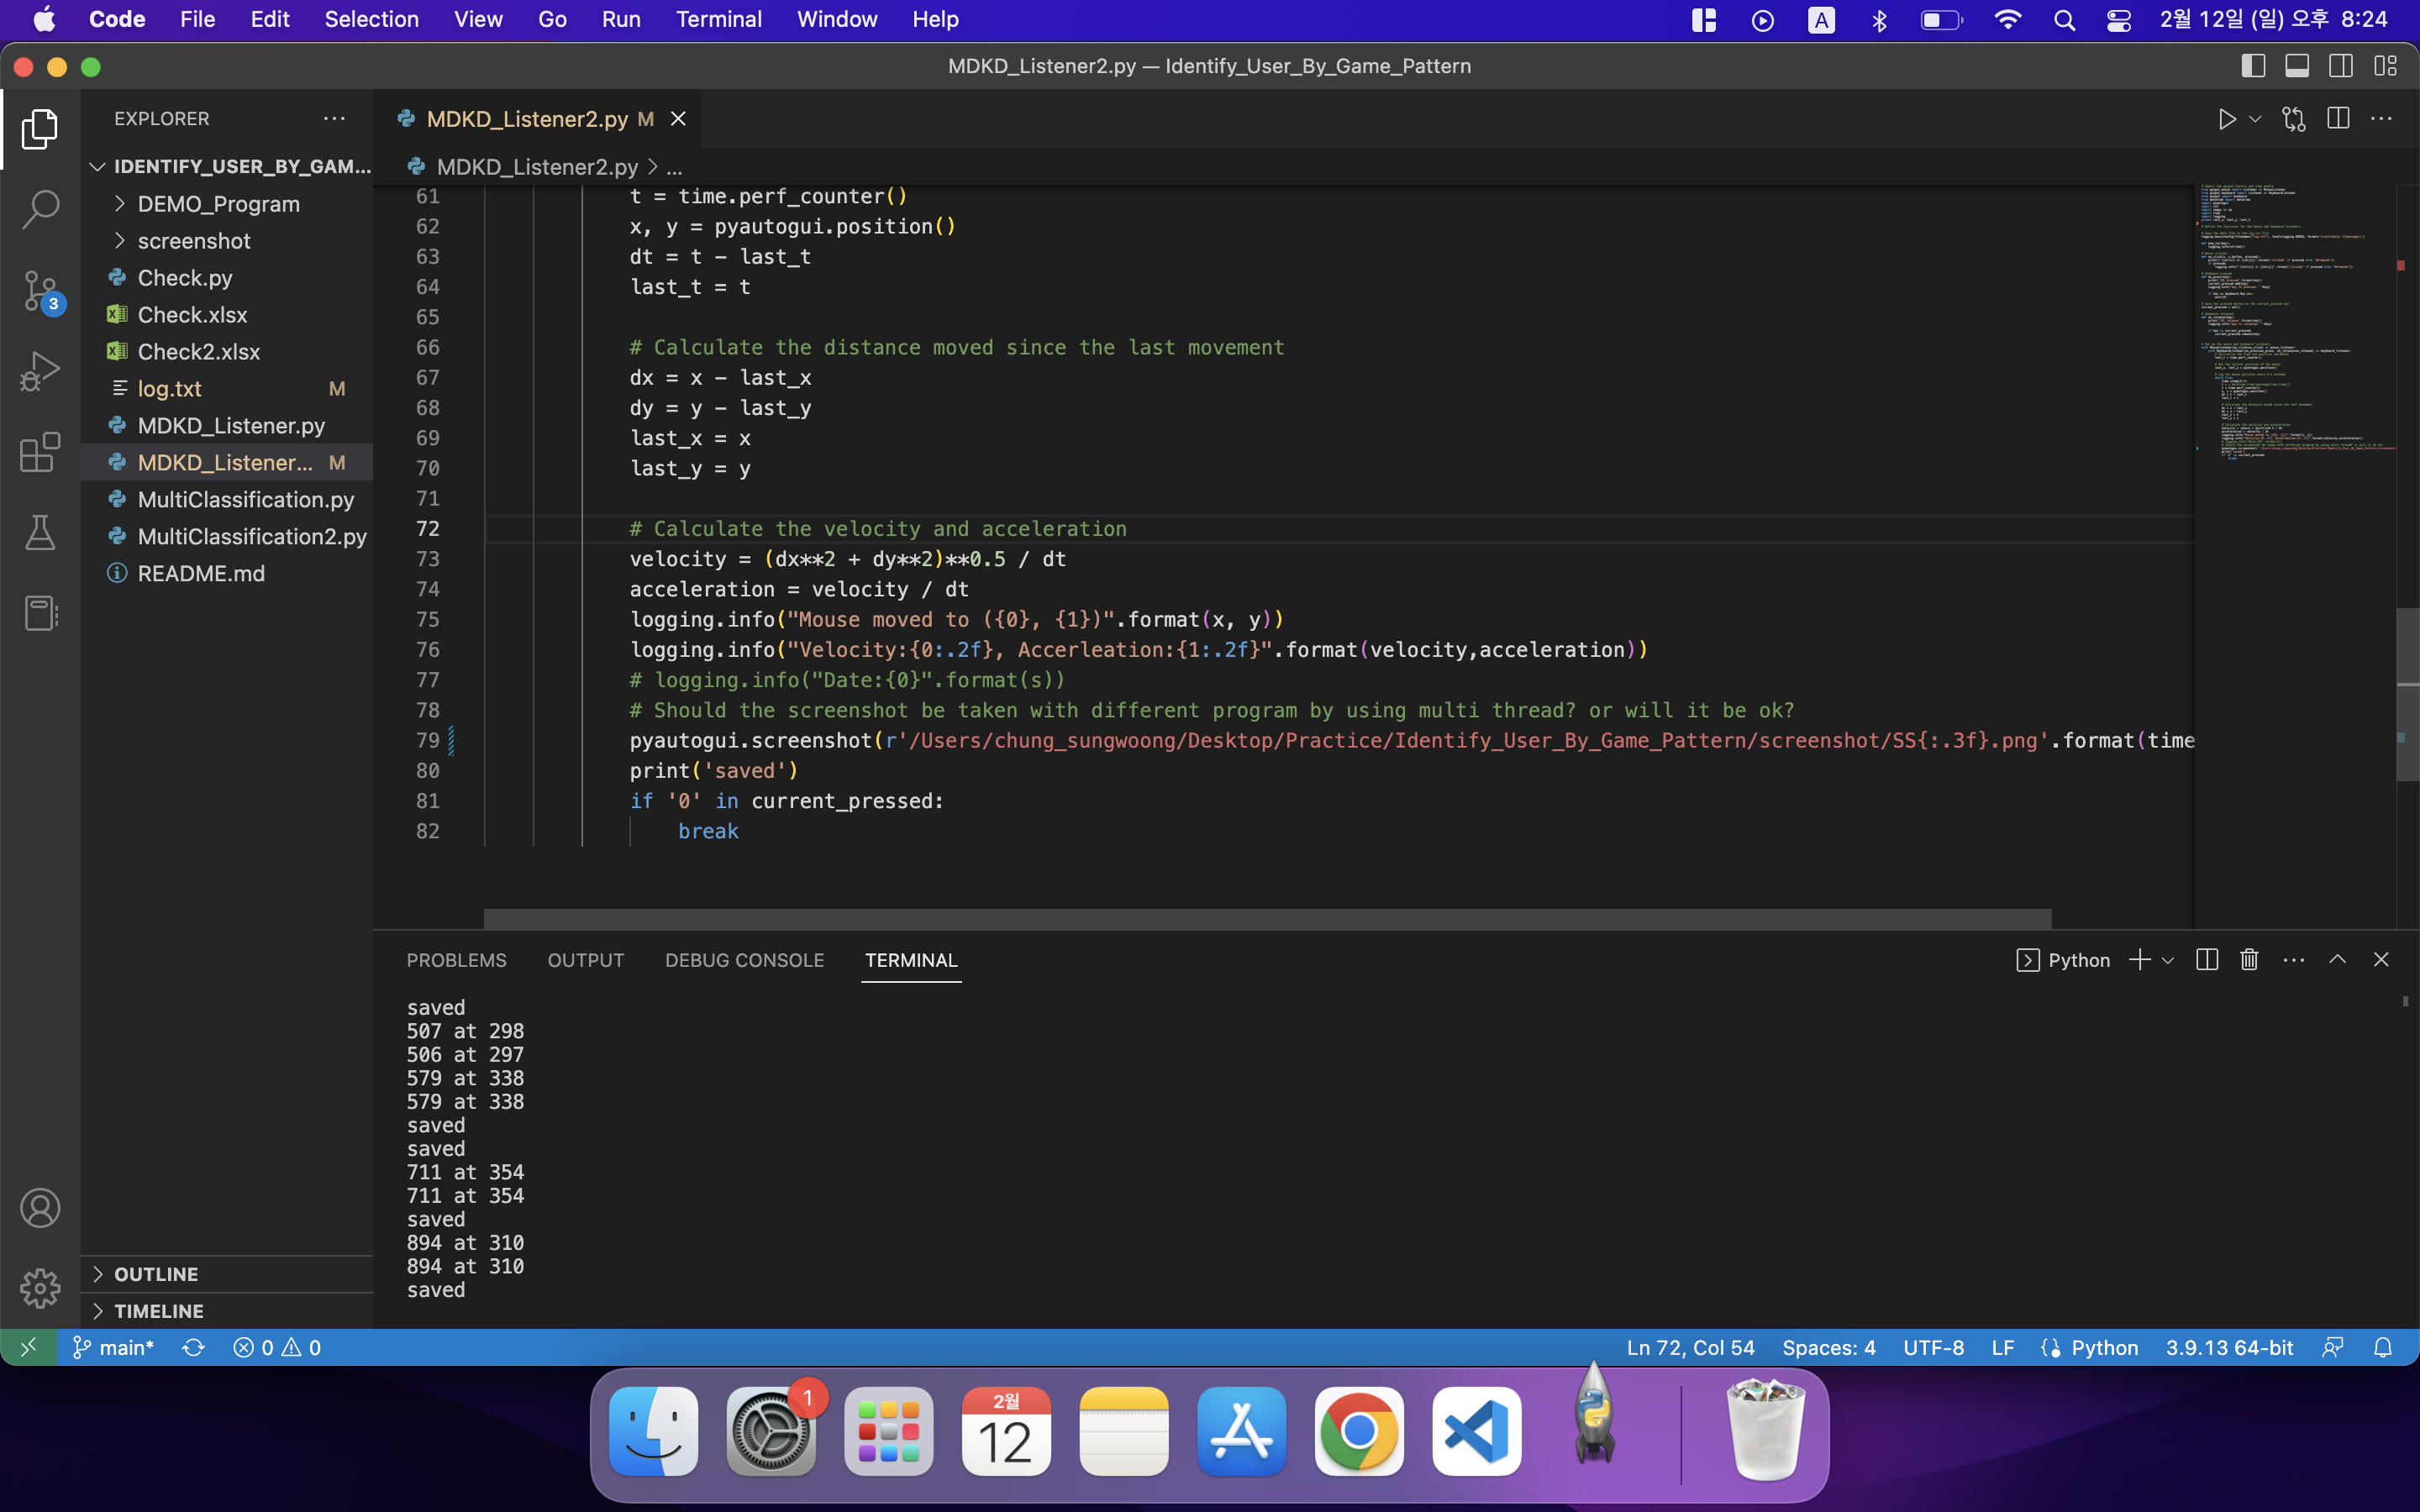 Code File Edit Selection View Go Run Terminal Window Help A 2월 12일 (일) 오후 8:24
MDKD_Listener2.py — Identify_User_By_Game_Pattern
EXPLORER
IDENTIFY_USER_BY_GAM...
DEMO_Program
screenshot
Check.py
Check.xlsx
Check2.xlsx
log.txt M
MDKD_Listener.py
MDKD_Listener... M
MultiClassification.py
MultiClassification2.py
README.md
3
OUTLINE
TIMELINE
MDKD_Listener2.py M
MDKD_Listener2.py > ...
61 t = time.perf_counter()
62 x, y = pyautogui.position()
63 dt = t - last_t
64 last_t = t
65
66 # Calculate the distance moved since the last movement
67 dx = x - last_x
68 dy = y - last_y
69 last_x = x
70 last_y = y
71
72 # Calculate the velocity and acceleration
73 velocity = (dx**2 + dy**2)**0.5 / dt
74 acceleration = velocity / dt
75 logging.info("Mouse moved to ({0}, {1})".format(x, y))
76 logging.info("Velocity:{0:.2f}, Accerleation:{1:.2f}".format(velocity,acceleration))
77 # logging.info("Date:{0}".format(s))
78 # Should the screenshot be taken with different program by using multi thread? or will it be ok?
79 pyautogui.screenshot(r'/Users/chung_sungwoong/Desktop/Practice/Identify_User_By_Game_Pattern/screenshot/SS{:.3f}.png'.format(time
80 print('saved')
81 if '0' in current_pressed:
82 break
PROBLEMS OUTPUT DEBUG CONSOLE TERMINAL Python
saved
507 at 298
506 at 297
579 at 338
579 at 338
saved
saved
711 at 354
711 at 354
saved
894 at 310
894 at 310
saved
main* 0 0 Ln 72, Col 54 Spaces: 4 UTF-8 LF Python 3.9.13 64-bit
1
2월
12